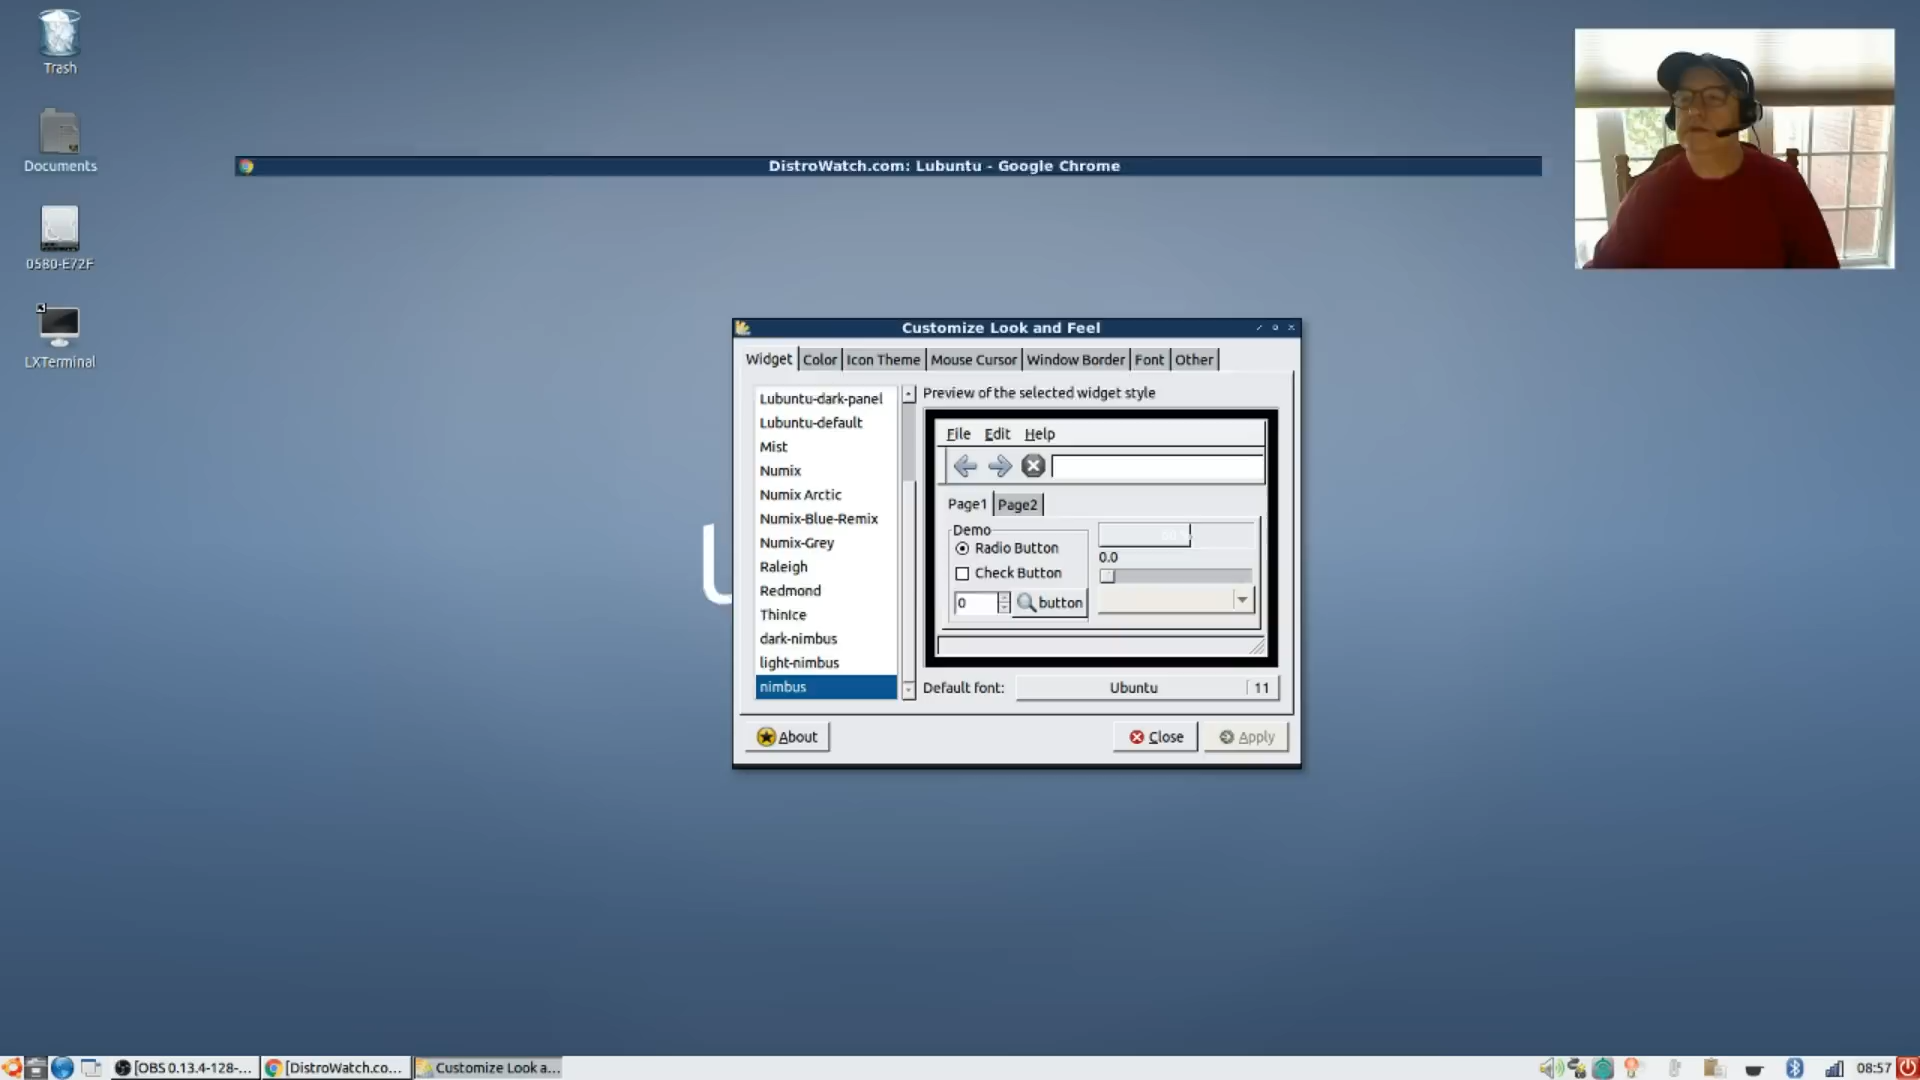 Trash
Documents
0580-E72F
LXTerminal
DistroWatch.com: Lubuntu - Google Chrome
Customize Look and Feel
Widget Color Icon Theme Mouse Cursor Window Border Font Other
Lubuntu-dark-panel
Lubuntu-default
Mist
Numix
Numix Arctic
Numix-Blue-Remix
Numix-Grey
Raleigh
Redmond
ThinIce
dark-nimbus
light-nimbus
nimbus
Preview of the selected widget style
File Edit Help
Page1 Page2
Demo
Radio Button
Check Button
0 button
0.0
Default font: Ubuntu 11
About Close Apply
[OBS 0.13.4-128-... [DistroWatch.co... Customize Look a... 08:57